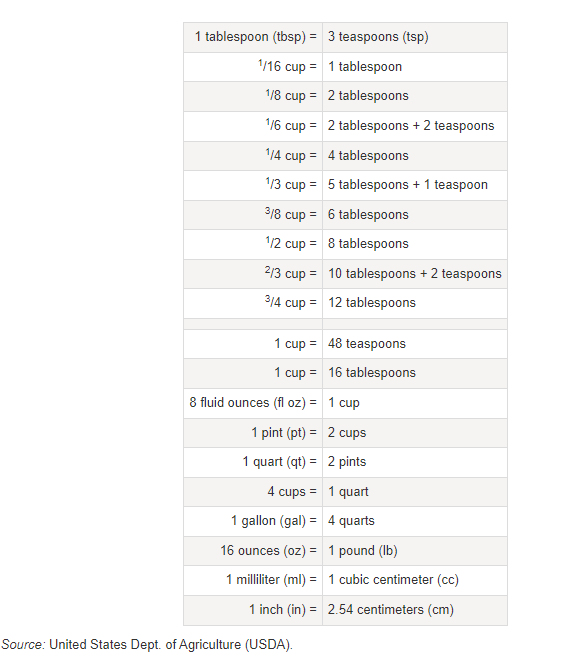 1 tablespoon (tbsp) = 3 teaspoons (tsp)
1/16 cup = 1 tablespoon
1/8 cup = 2 tablespoons
1/6 cup = 2 tablespoons + 2 teaspoons
1/4 cup = 4 tablespoons
1/3 cup = 5 tablespoons + 1 teaspoon
3/8 cup = 6 tablespoons
1/2 cup = 8 tablespoons
2/3 cup = 10 tablespoons + 2 teaspoons
3/4 cup = 12 tablespoons
1 cup = 48 teaspoons
1 cup = 16 tablespoons
8 fluid ounces (fl oz) = 1 cup
1 pint (pt) = 2 cups
1 quart (qt) = 2 pints
4 cups = 1 quart
1 gallon (gal) = 4 quarts
16 ounces (oz) = 1 pound (lb)
1 milliliter (ml) = 1 cubic centimeter (cc)
1 inch (in) = 2.54 centimeters (cm)
Source: United States Dept. of Agriculture (USDA).